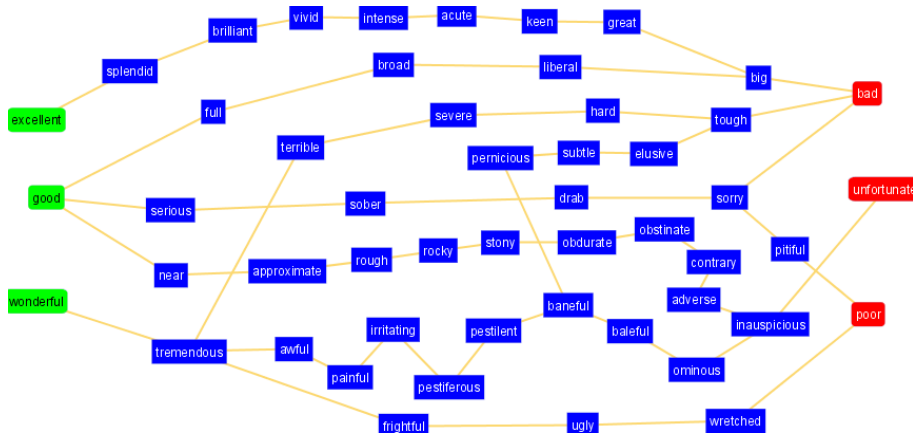 vivid
intense
acute
keen
great
brilliant
splendid
broad
liberal
big
bad
excellent
full
severe
hard
tough
terrible
pernicious
subtle
elusive
good
unfortunate
serious
sober
drab
sorry
obstinate
stony
obdurate
rocky
pitiful
rough
contrary
near
approximate
wonderful
adverse
baneful
poor
irritating
pestilent
baleful
inauspicious
tremendous
awful
painful
pestiferous
ominous
frightful
ugly
wretched